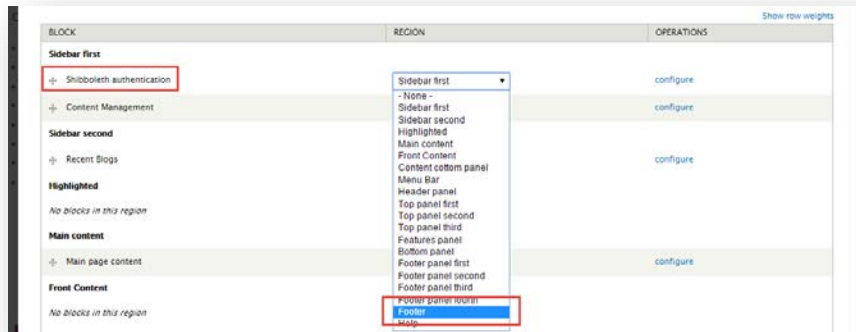 Show row weights
BLOCK REGION OPERATIONS
Sidebar first
Shibboleth authentication Sidebar first configure
- None -
Content Management Sidebar first configure
Sidebar second
Sidebar second Highlighted
Main content
Recent Blogs Front Content configure
Content cottom panel
Menu Bar
Highlighted Header panel
Top panel first
No blocks in this region Top panel second
Top panel third
Main content Features panel
Bottom panel
Main page content Footer panel first configure
Footer panel second
Front Content Footer panel third
Footer panel fourth
No blocks in this region Footer
Help